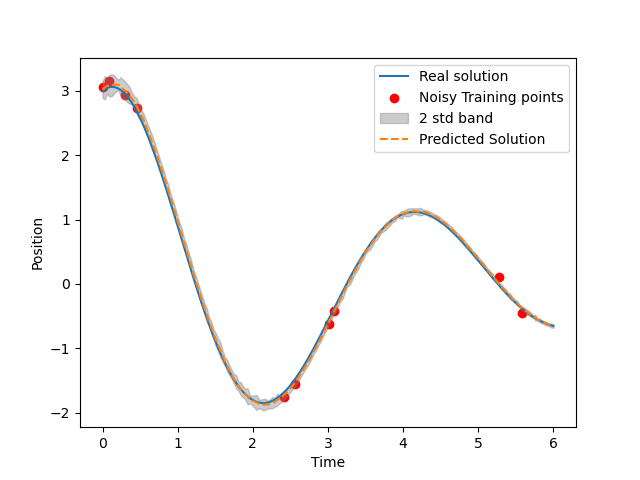 Real solution
Noisy Training points
2 std band
Predicted Solution
Position
3
2
1
0
−1
−2
0 1 2 3 4 5 6
Time